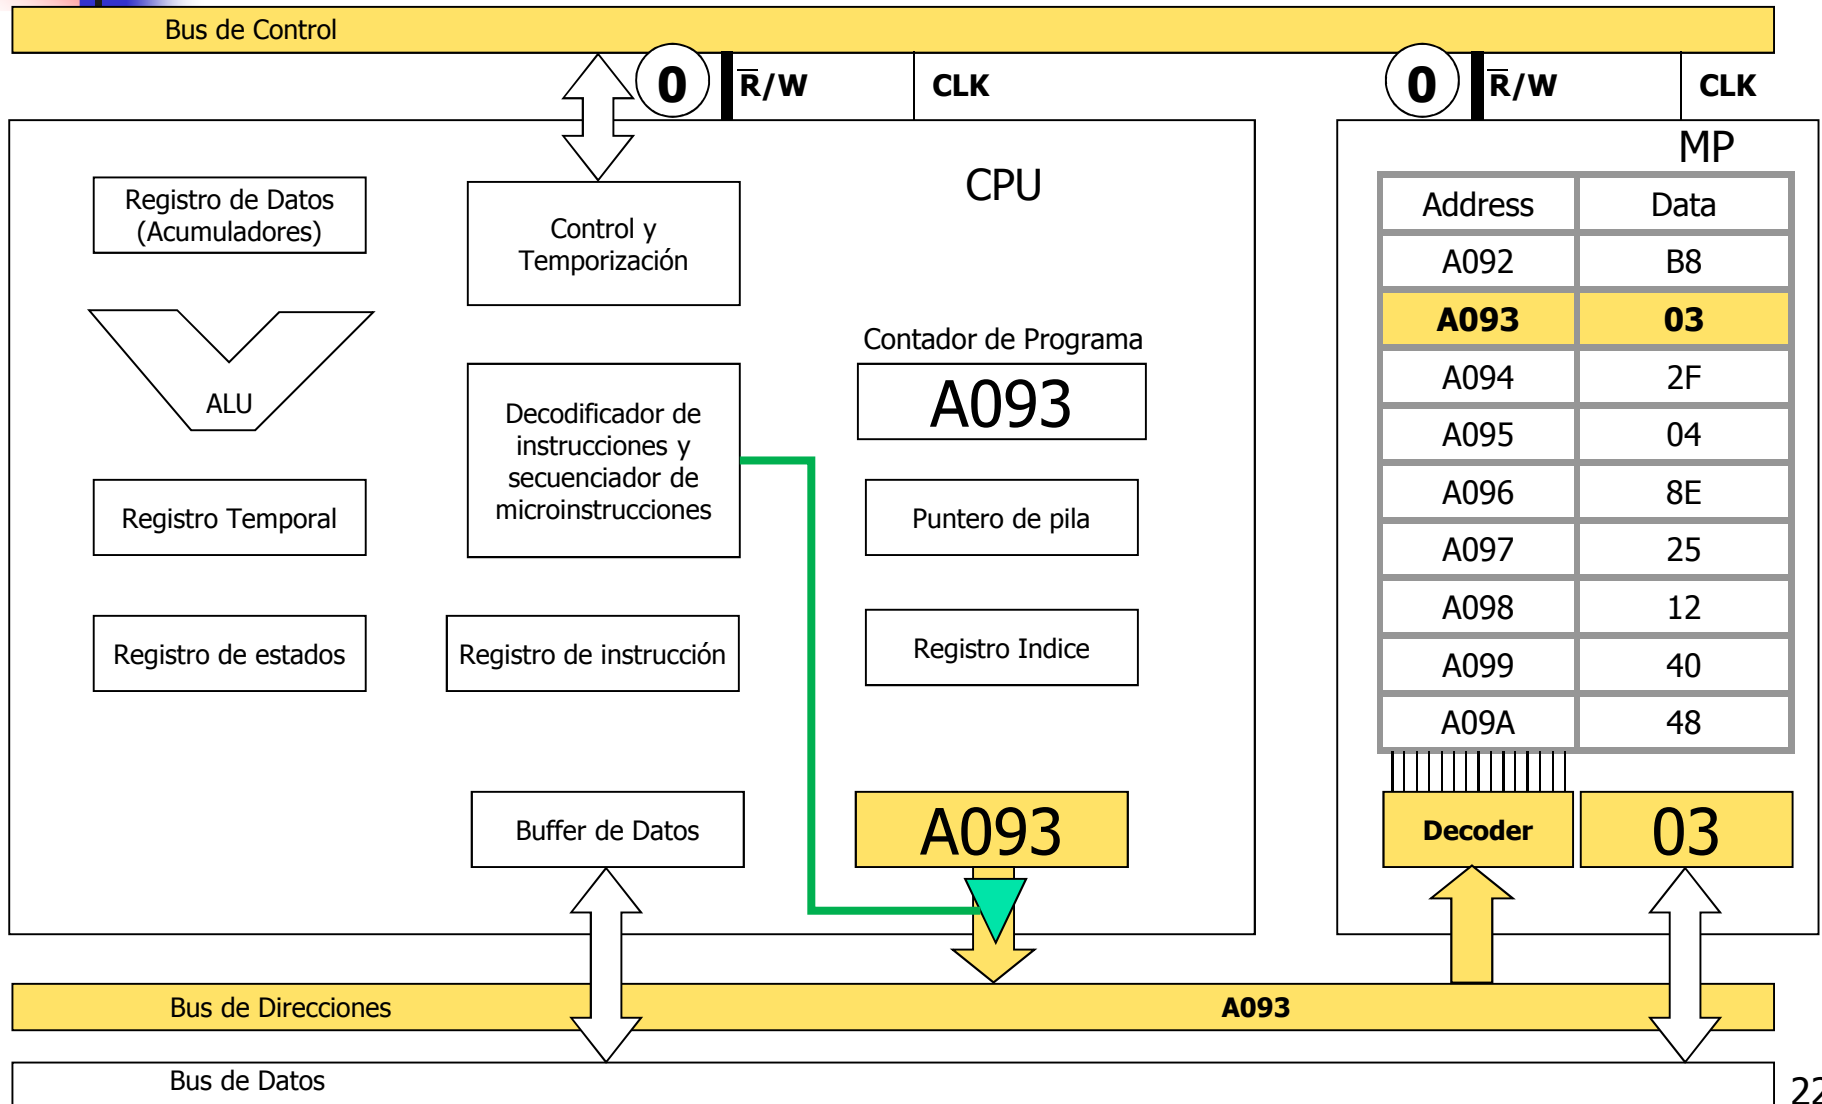 Bus de Control
0
R̅/W
CLK
0
R̅/W
CLK
CPU
MP
Registro de Datos
(Acumuladores)
Control y
Temporización
ALU
Decodificador de
instrucciones y
secuenciador de
microinstrucciones
Contador de Programa
A093
Registro Temporal
Puntero de pila
Registro de estados
Registro de instrucción
Registro Indice
Buffer de Datos
A093
Address Data
A092 B8
A093 03
A094 2F
A095 04
A096 8E
A097 25
A098 12
A099 40
A09A 48
Decoder
03
Bus de Direcciones
A093
Bus de Datos
22